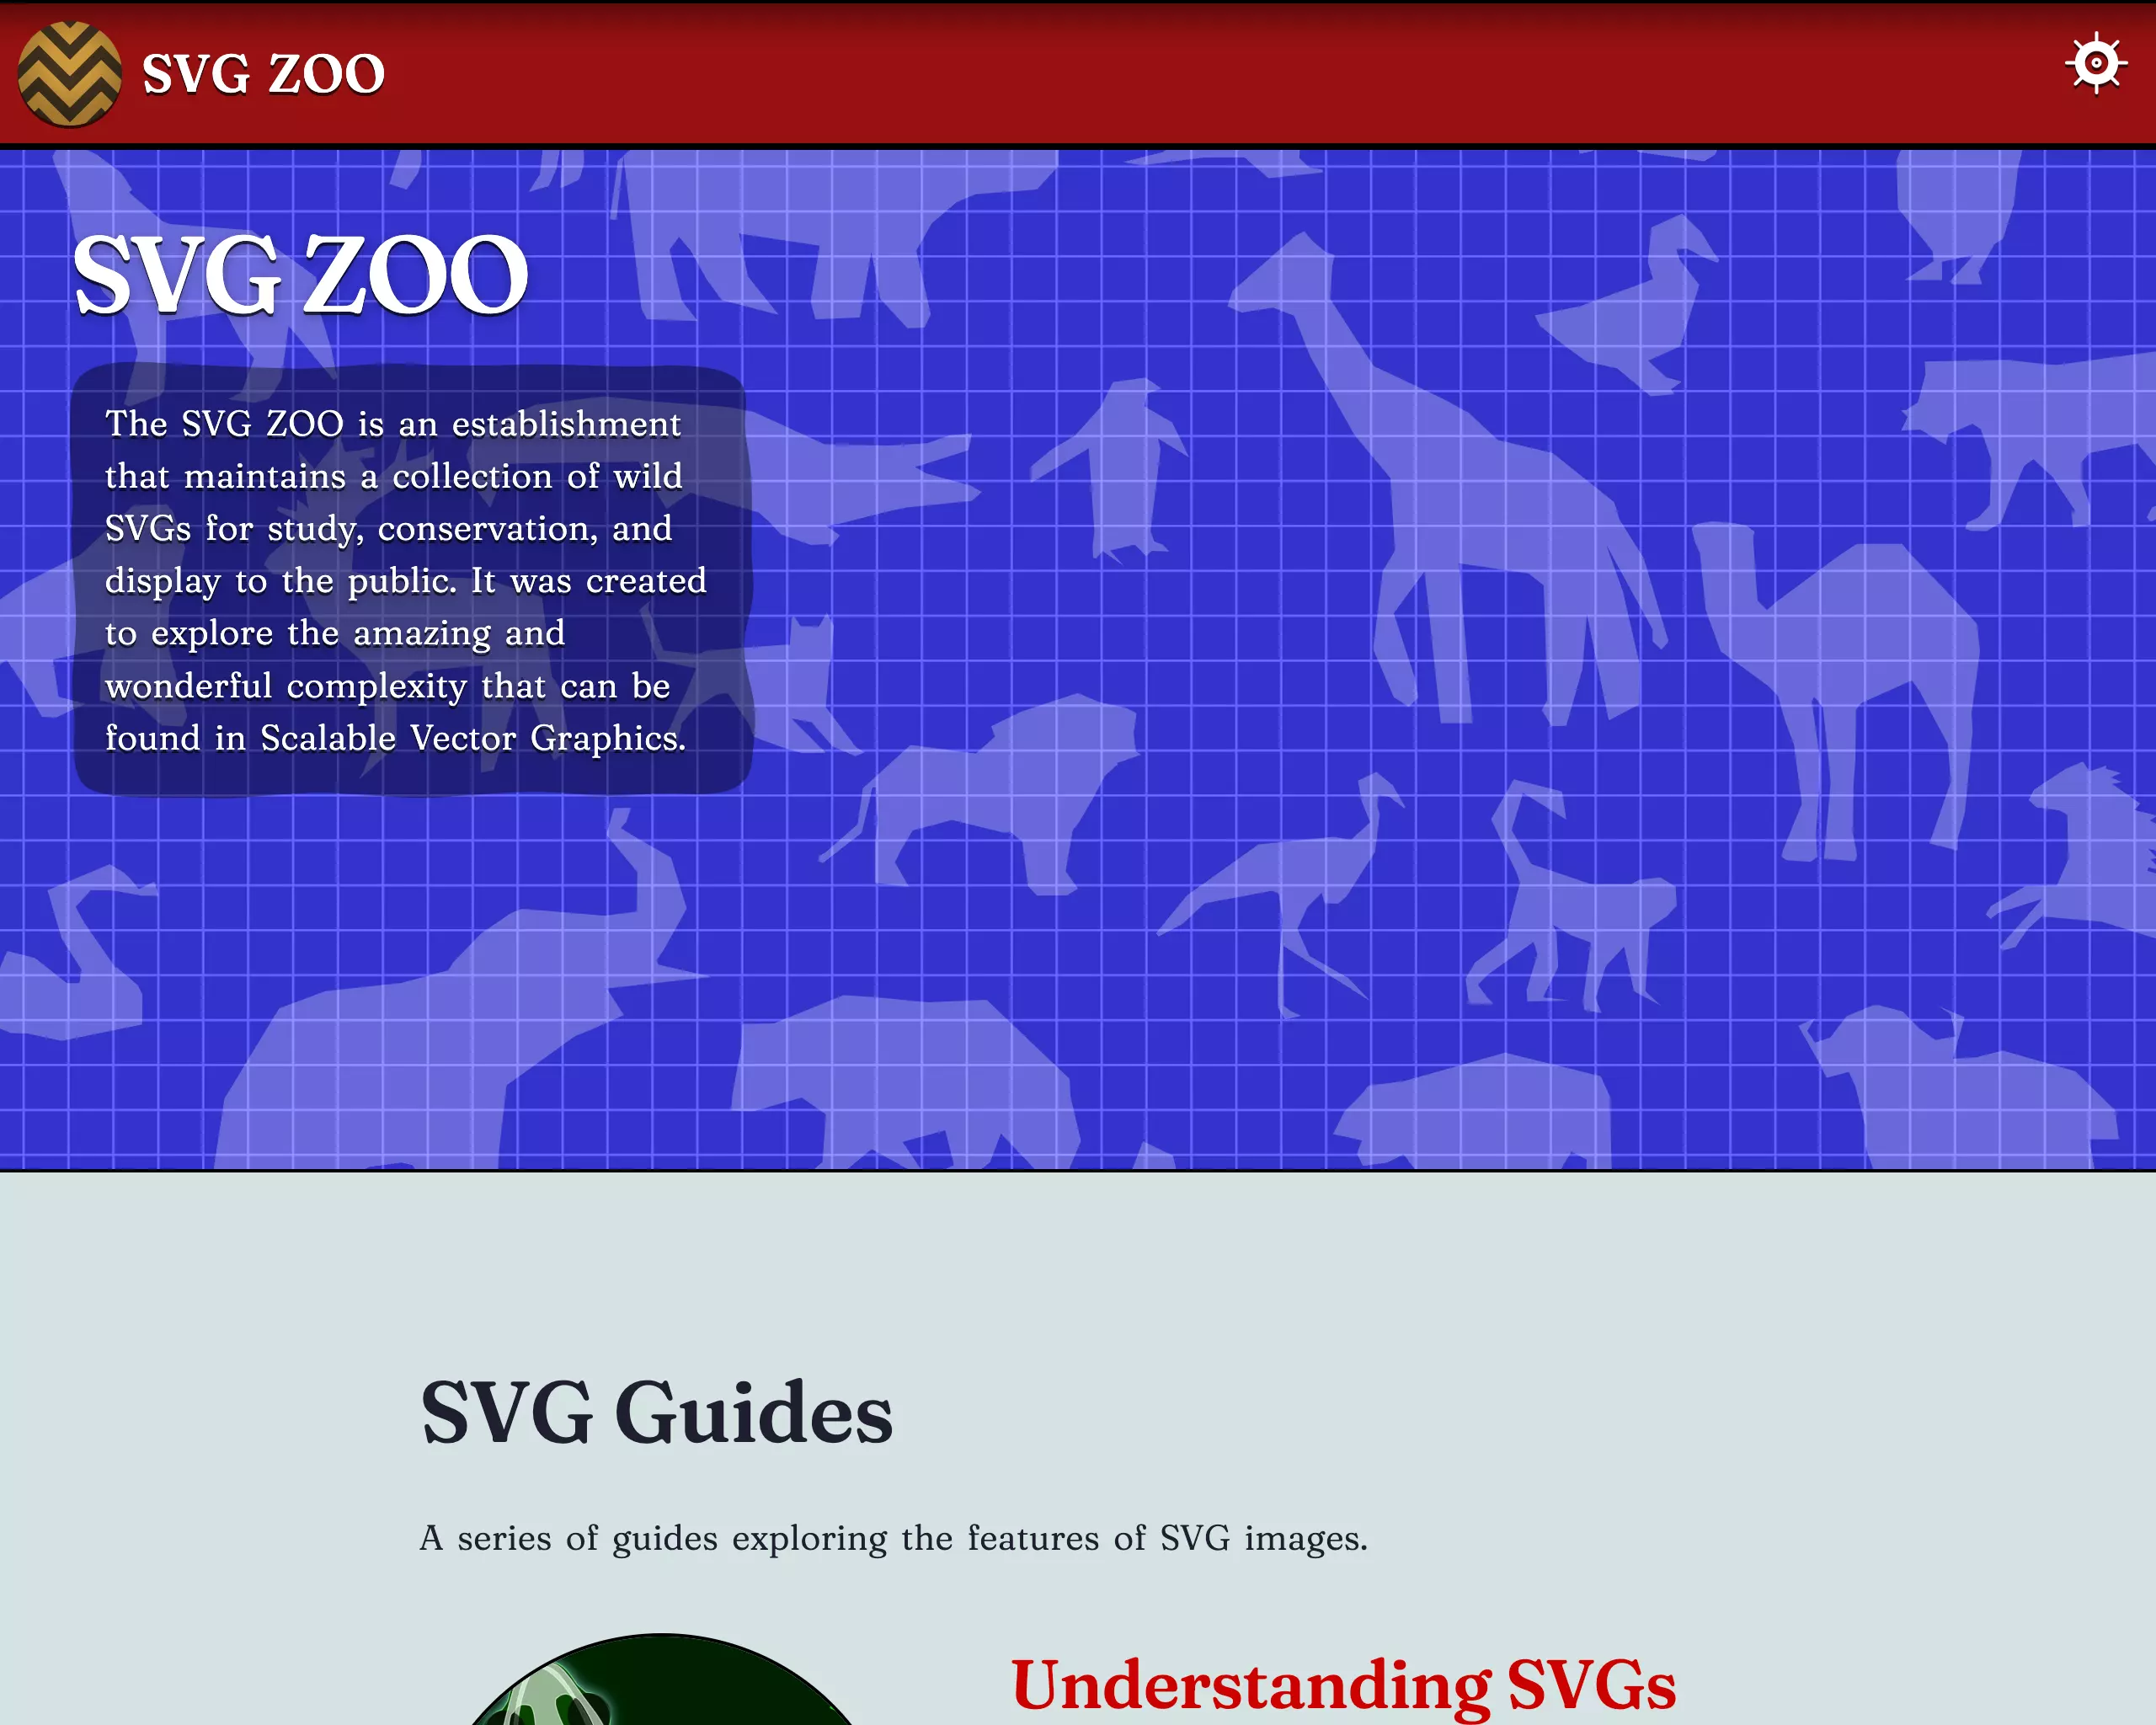 SVG ZOO
SVG ZOO
The SVG ZOO is an establishment
that maintains a collection of wild
SVGs for study, conservation, and
display to the public. It was created
to explore the amazing and
wonderful complexity that can be
found in Scalable Vector Graphics.
SVG Guides
A series of guides exploring the features of SVG images.
Understanding SVGs